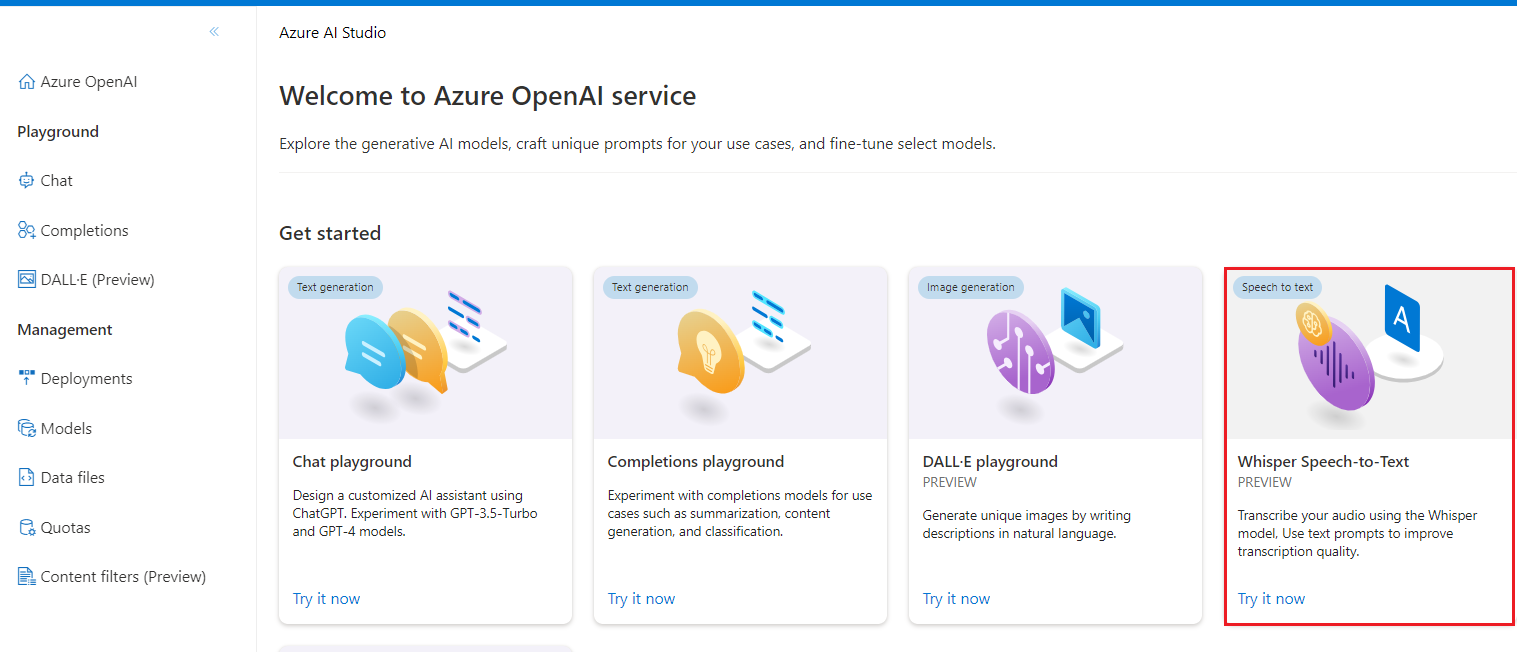 Azure AI Studio
Azure OpenAI
Playground
Chat
Completions
DALL·E (Preview)
Management
Deployments
Models
Data files
Quotas
Content filters (Preview)
Welcome to Azure OpenAI service
Explore the generative AI models, craft unique prompts for your use cases, and fine-tune select models.
Get started
Text generation
Chat playground
Design a customized AI assistant using
ChatGPT. Experiment with GPT-3.5-Turbo
and GPT-4 models.
Try it now
Text generation
Completions playground
Experiment with completions models for use
cases such as summarization, content
generation, and classification.
Try it now
Image generation
DALL·E playground
PREVIEW
Generate unique images by writing
descriptions in natural language.
Try it now
Speech to text
A
Whisper Speech-to-Text
PREVIEW
Transcribe your audio using the Whisper
model, Use text prompts to improve
transcription quality.
Try it now